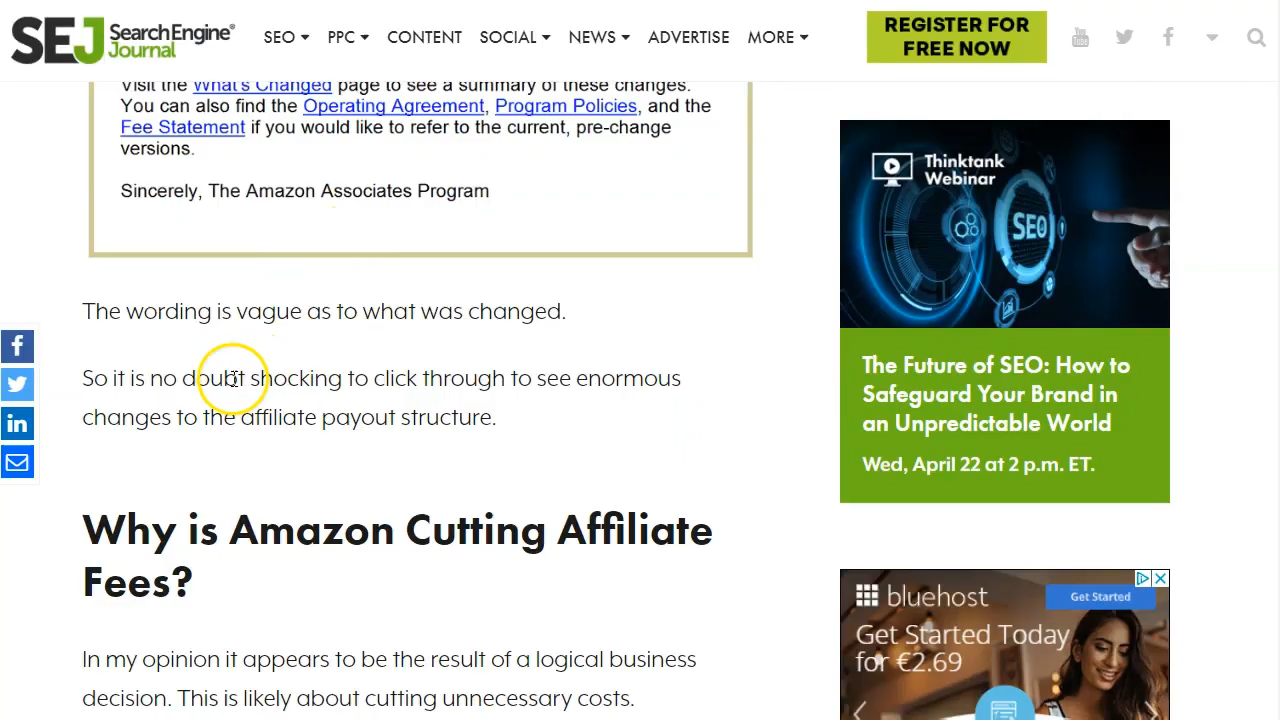 SEJ SearchEngine® Journal
SEO PPC CONTENT SOCIAL NEWS ADVERTISE MORE
REGISTER FOR
FREE NOW
You Tube
Visit the What's Changed page to see a summary of these changes.
You can also find the Operating Agreement, Program Policies, and the
Fee Statement if you would like to refer to the current, pre-change
versions.
Sincerely, The Amazon Associates Program
The wording is vague as to what was changed.
So it is no doubt shocking to click through to see enormous
changes to the affiliate payout structure.
Why is Amazon Cutting Affiliate
Fees?
In my opinion it appears to be the result of a logical business
decision. This is likely about cutting unnecessary costs.
Thinktank
Webinar
SEO
The Future of SEO: How to
Safeguard Your Brand in
an Unpredictable World
Wed, April 22 at 2 p.m. ET.
bluehost
Get Started
Get Started Today
for €2.69